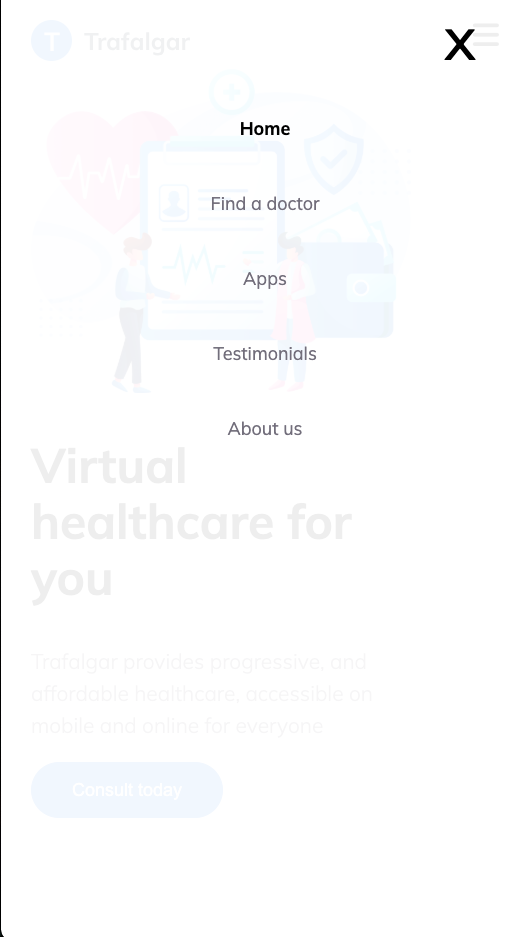 T Trafalgar
X
Home
Find a doctor
Apps
Testimonials
About us
Virtual
healthcare for
you
Trafalgar provides progressive, and
affordable healthcare, accessible on
mobile and online for everyone
Consult today